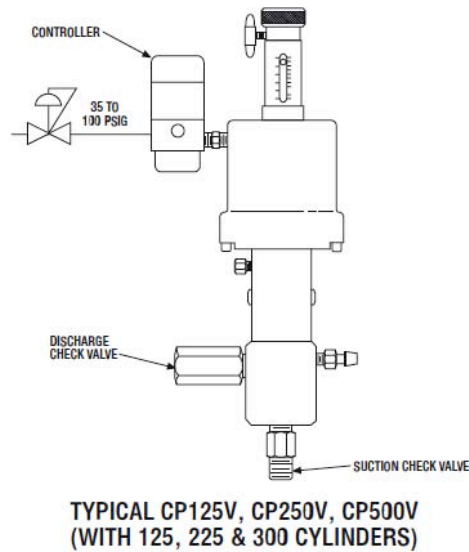 CONTROLLER
35 TO
100 PSIG
DISCHARGE
CHECK VALVE
SUCTION CHECK VALVE
TYPICAL CP125V, CP250V, CP500V
(WITH 125, 225 & 300 CYLINDERS)